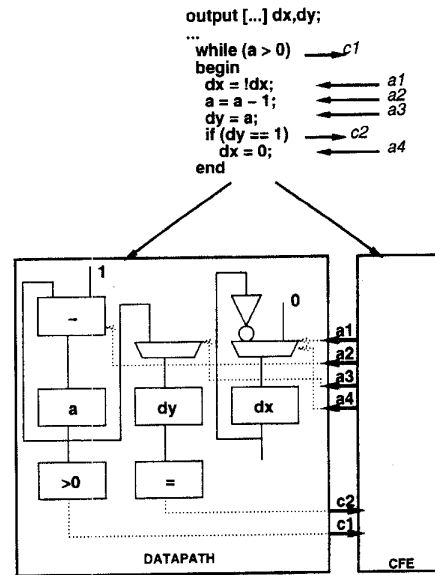 output [...] dx,dy;
...
while (a > 0) c1
begin
dx = !dx; a1
a = a - 1; a2
dy = a; a3
if (dy == 1) c2
dx = 0; a4
end
1
0
-
a1
a2
a3
a4
a
dy
dx
>0
=
c2
c1
DATAPATH
CFE